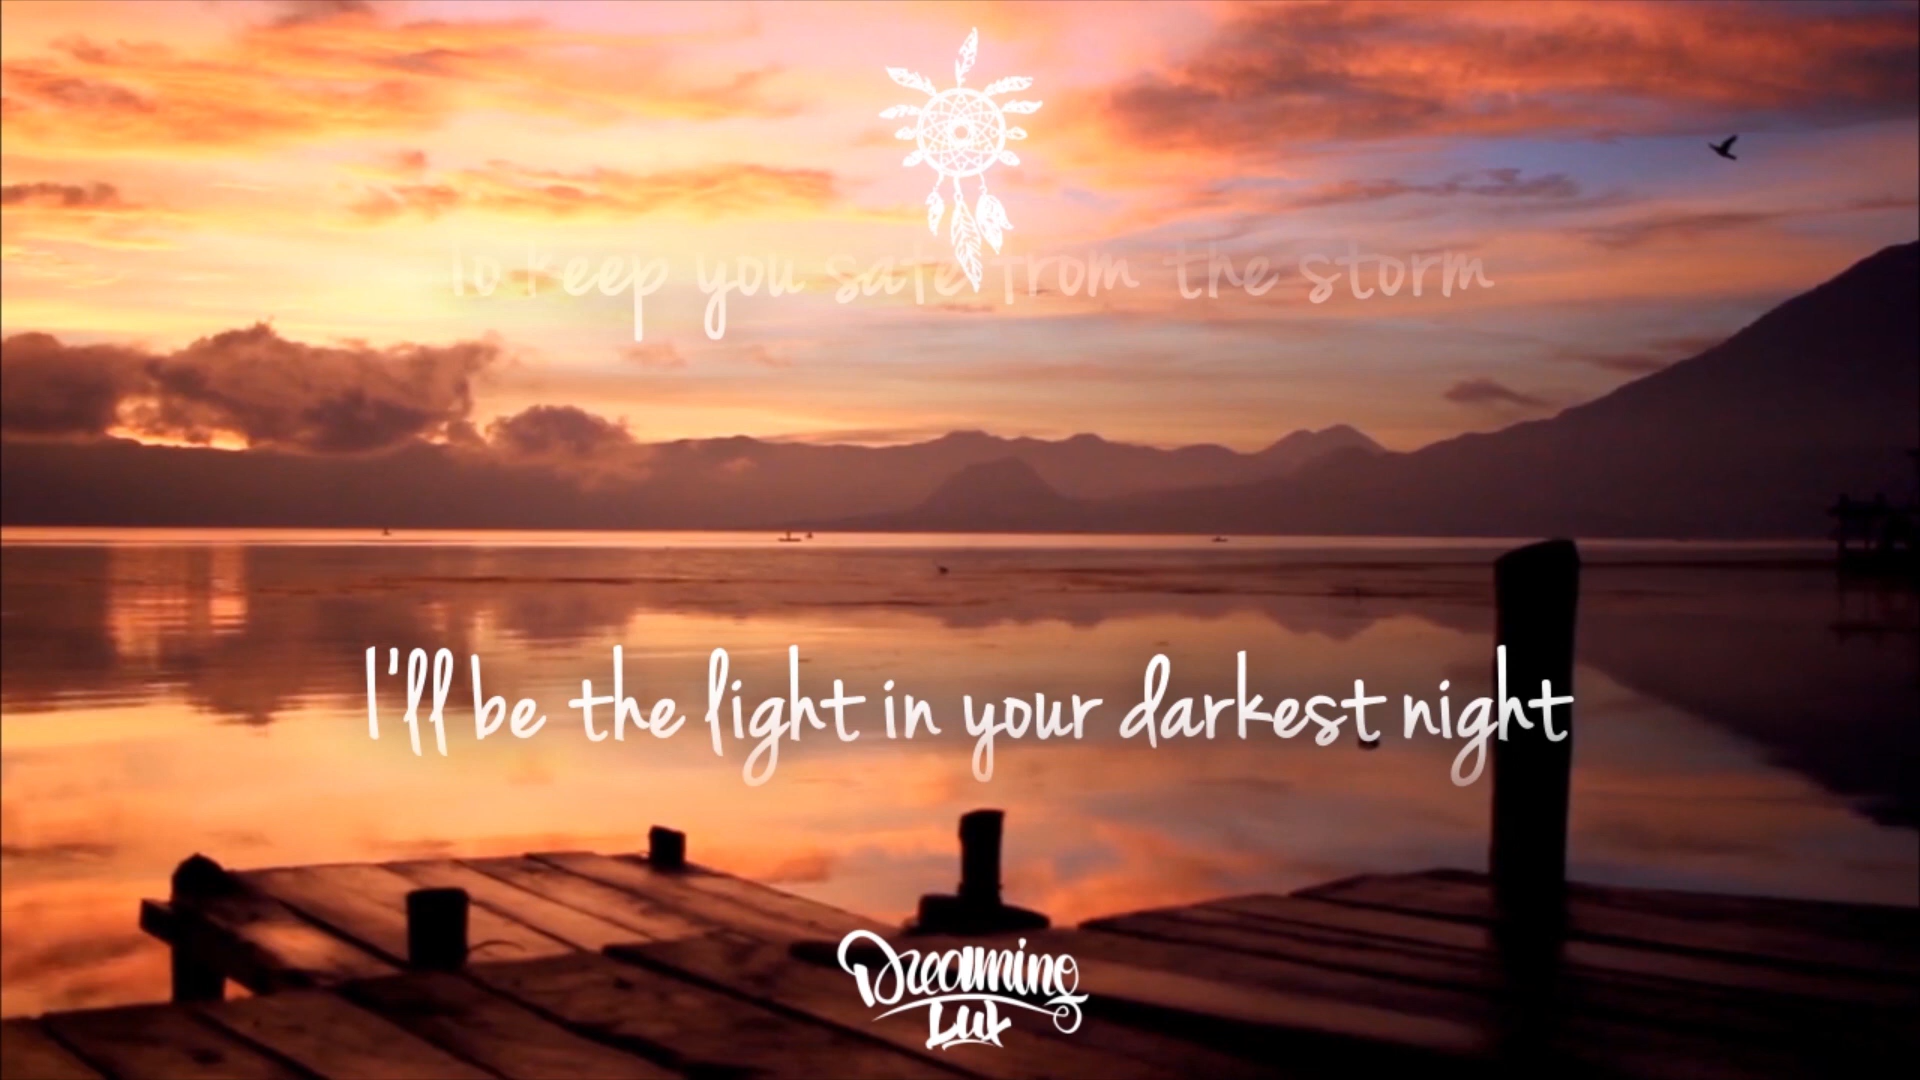 To keep you safe from the storm
I'll be the light in your darkest night
Dreaming
Lux